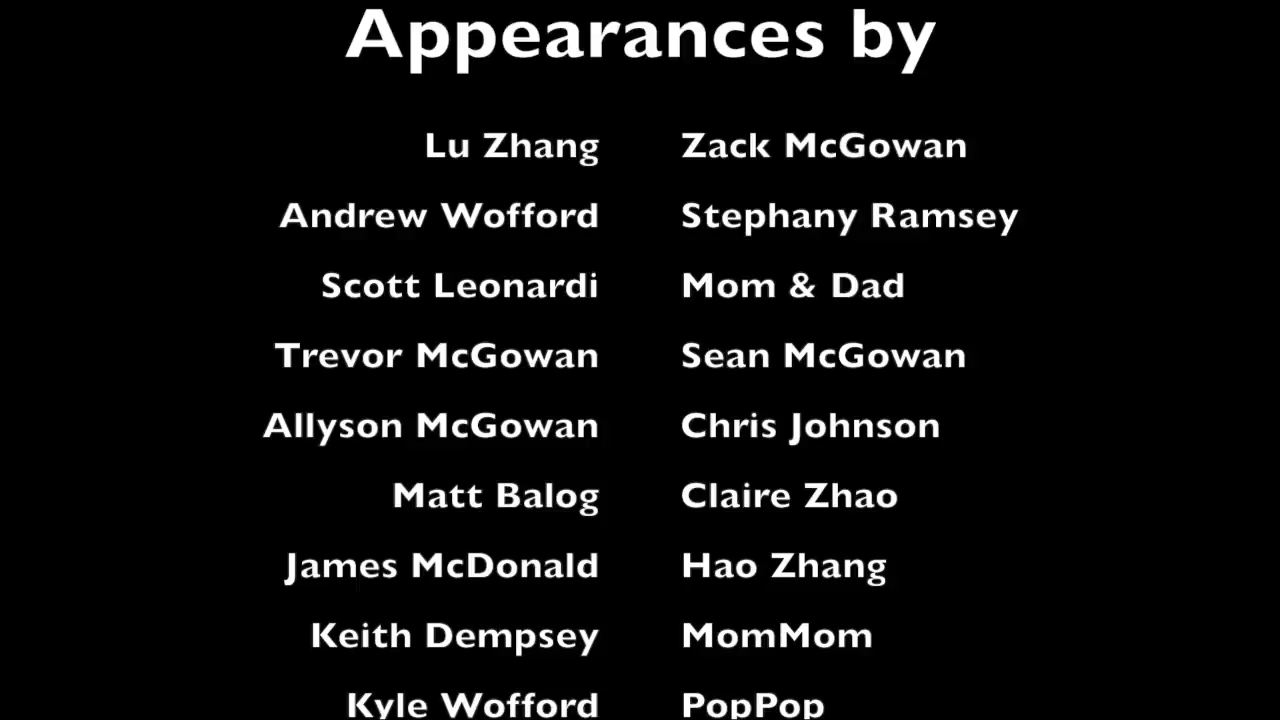 Appearances by
Lu Zhang Zack McGowan
Andrew Wofford Stephany Ramsey
Scott Leonardi Mom & Dad
Trevor McGowan Sean McGowan
Allyson McGowan Chris Johnson
Matt Balog Claire Zhao
James McDonald Hao Zhang
Keith Dempsey MomMom
Kyle Wofford PopPop